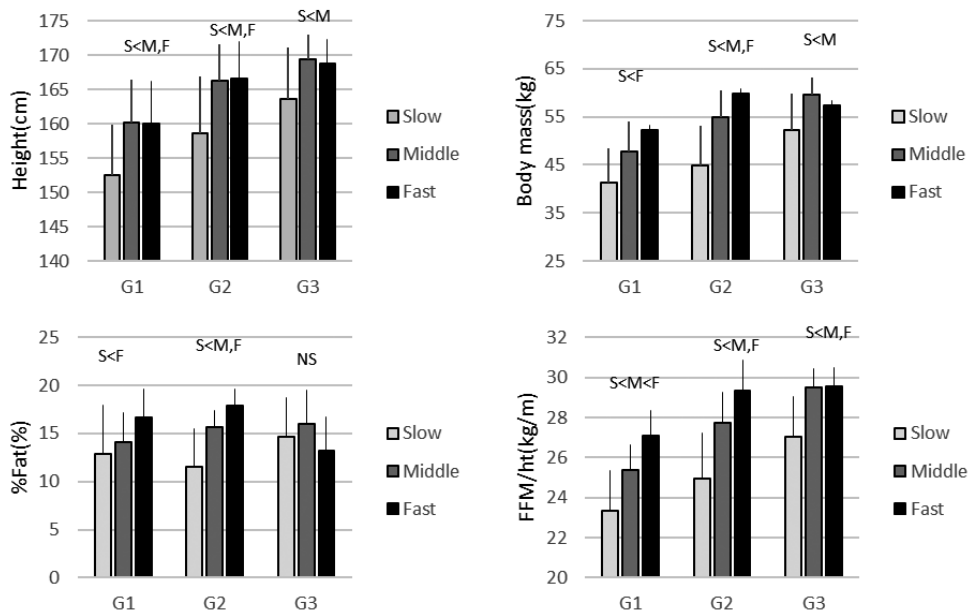 Height(cm)
175
170
165
160
155
150
145
140
S<M,F
S<M,F
S<M
G1
G2
G3
Slow
Middle
Fast
Body mass(kg)
75
65
55
45
35
25
S<F
S<M,F
S<M
G1
G2
G3
Slow
Middle
Fast
%Fat(%)
25
20
15
10
5
0
S<F
S<M,F
NS
G1
G2
G3
Slow
Middle
Fast
FFM/ht(kg/m)
32
30
28
26
24
22
20
S<M<F
S<M,F
S<M,F
G1
G2
G3
Slow
Middle
Fast